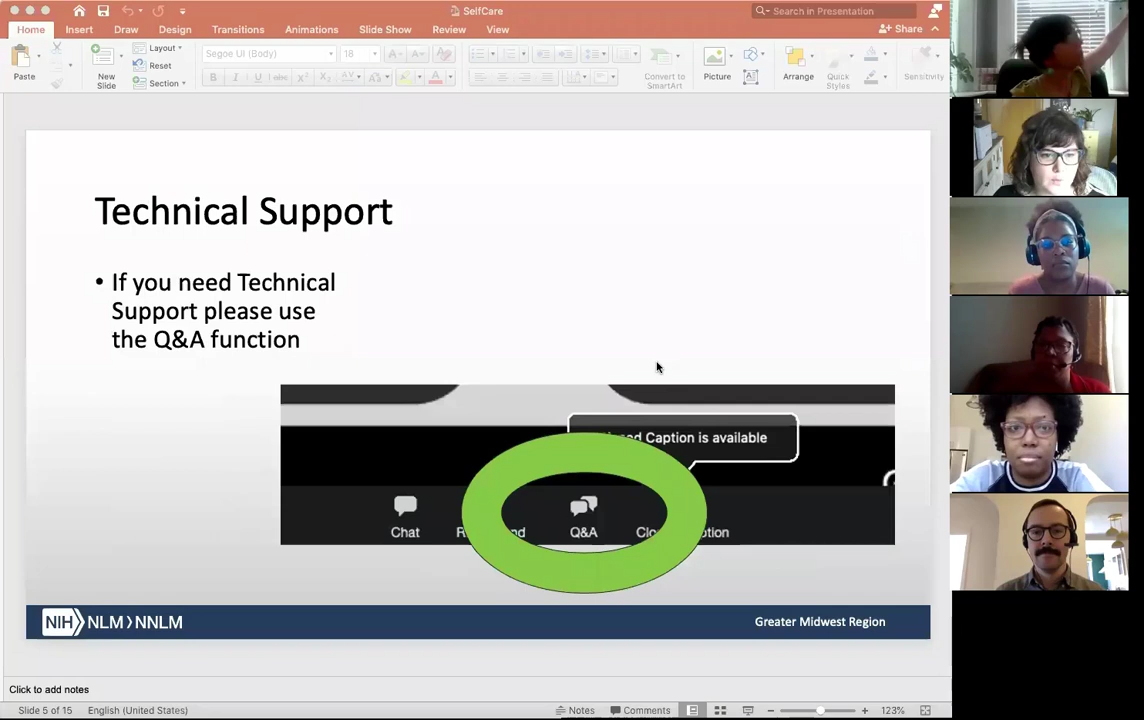 SelfCare
Search in Presentation
Home Insert Draw Design Transitions Animations Slide Show Review View
Share
Paste
New Slide
Layout
Reset
Section
Segoe UI (Body)
18
Convert to SmartArt
Picture
Arrange
Quick Styles
Sensitivity
Technical Support
• If you need Technical
Support please use
the Q&A function
Caption is available
Chat
Q&A
NIH NLM NNLM
Greater Midwest Region
Click to add notes
Slide 5 of 15 English (United States)
Notes Comments 123%